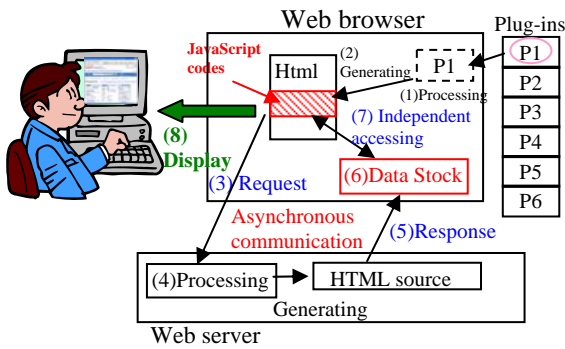 Web browser
Plug-ins
JavaScript
codes
Html
(2)
Generating
P1
P1
(1)Processing
P2
P3
P4
P5
P6
(7) Independent
accessing
(8)
Display
(3) Request
(6)Data Stock
Asynchronous
communication
(5)Response
(4)Processing
HTML source
Generating
Web server